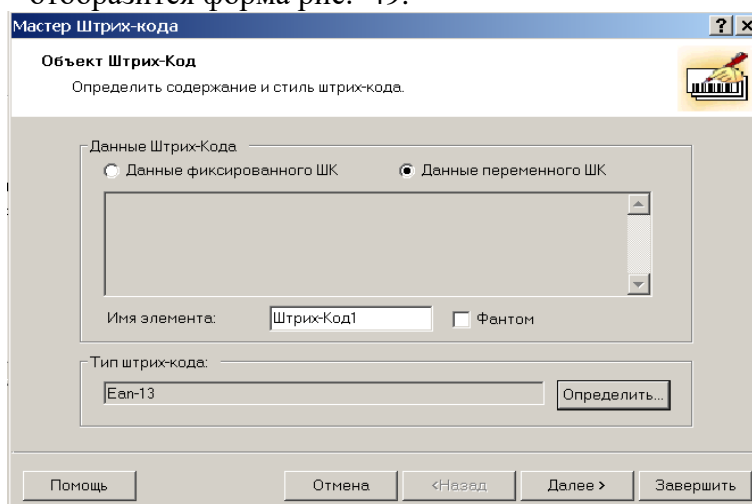 отобразится форма рис. 49.
Мастер Штрих-кода
Объект Штрих-Код
Определить содержание и стиль штрих-кода.
Данные Штрих-Кода
Данные фиксированного ШК Данные переменного ШК
Имя элемента: Штрих-Код1 Фантом
Тип штрих-кода:
Ean-13 Определить...
Помощь Отмена <Назад Далее > Завершить